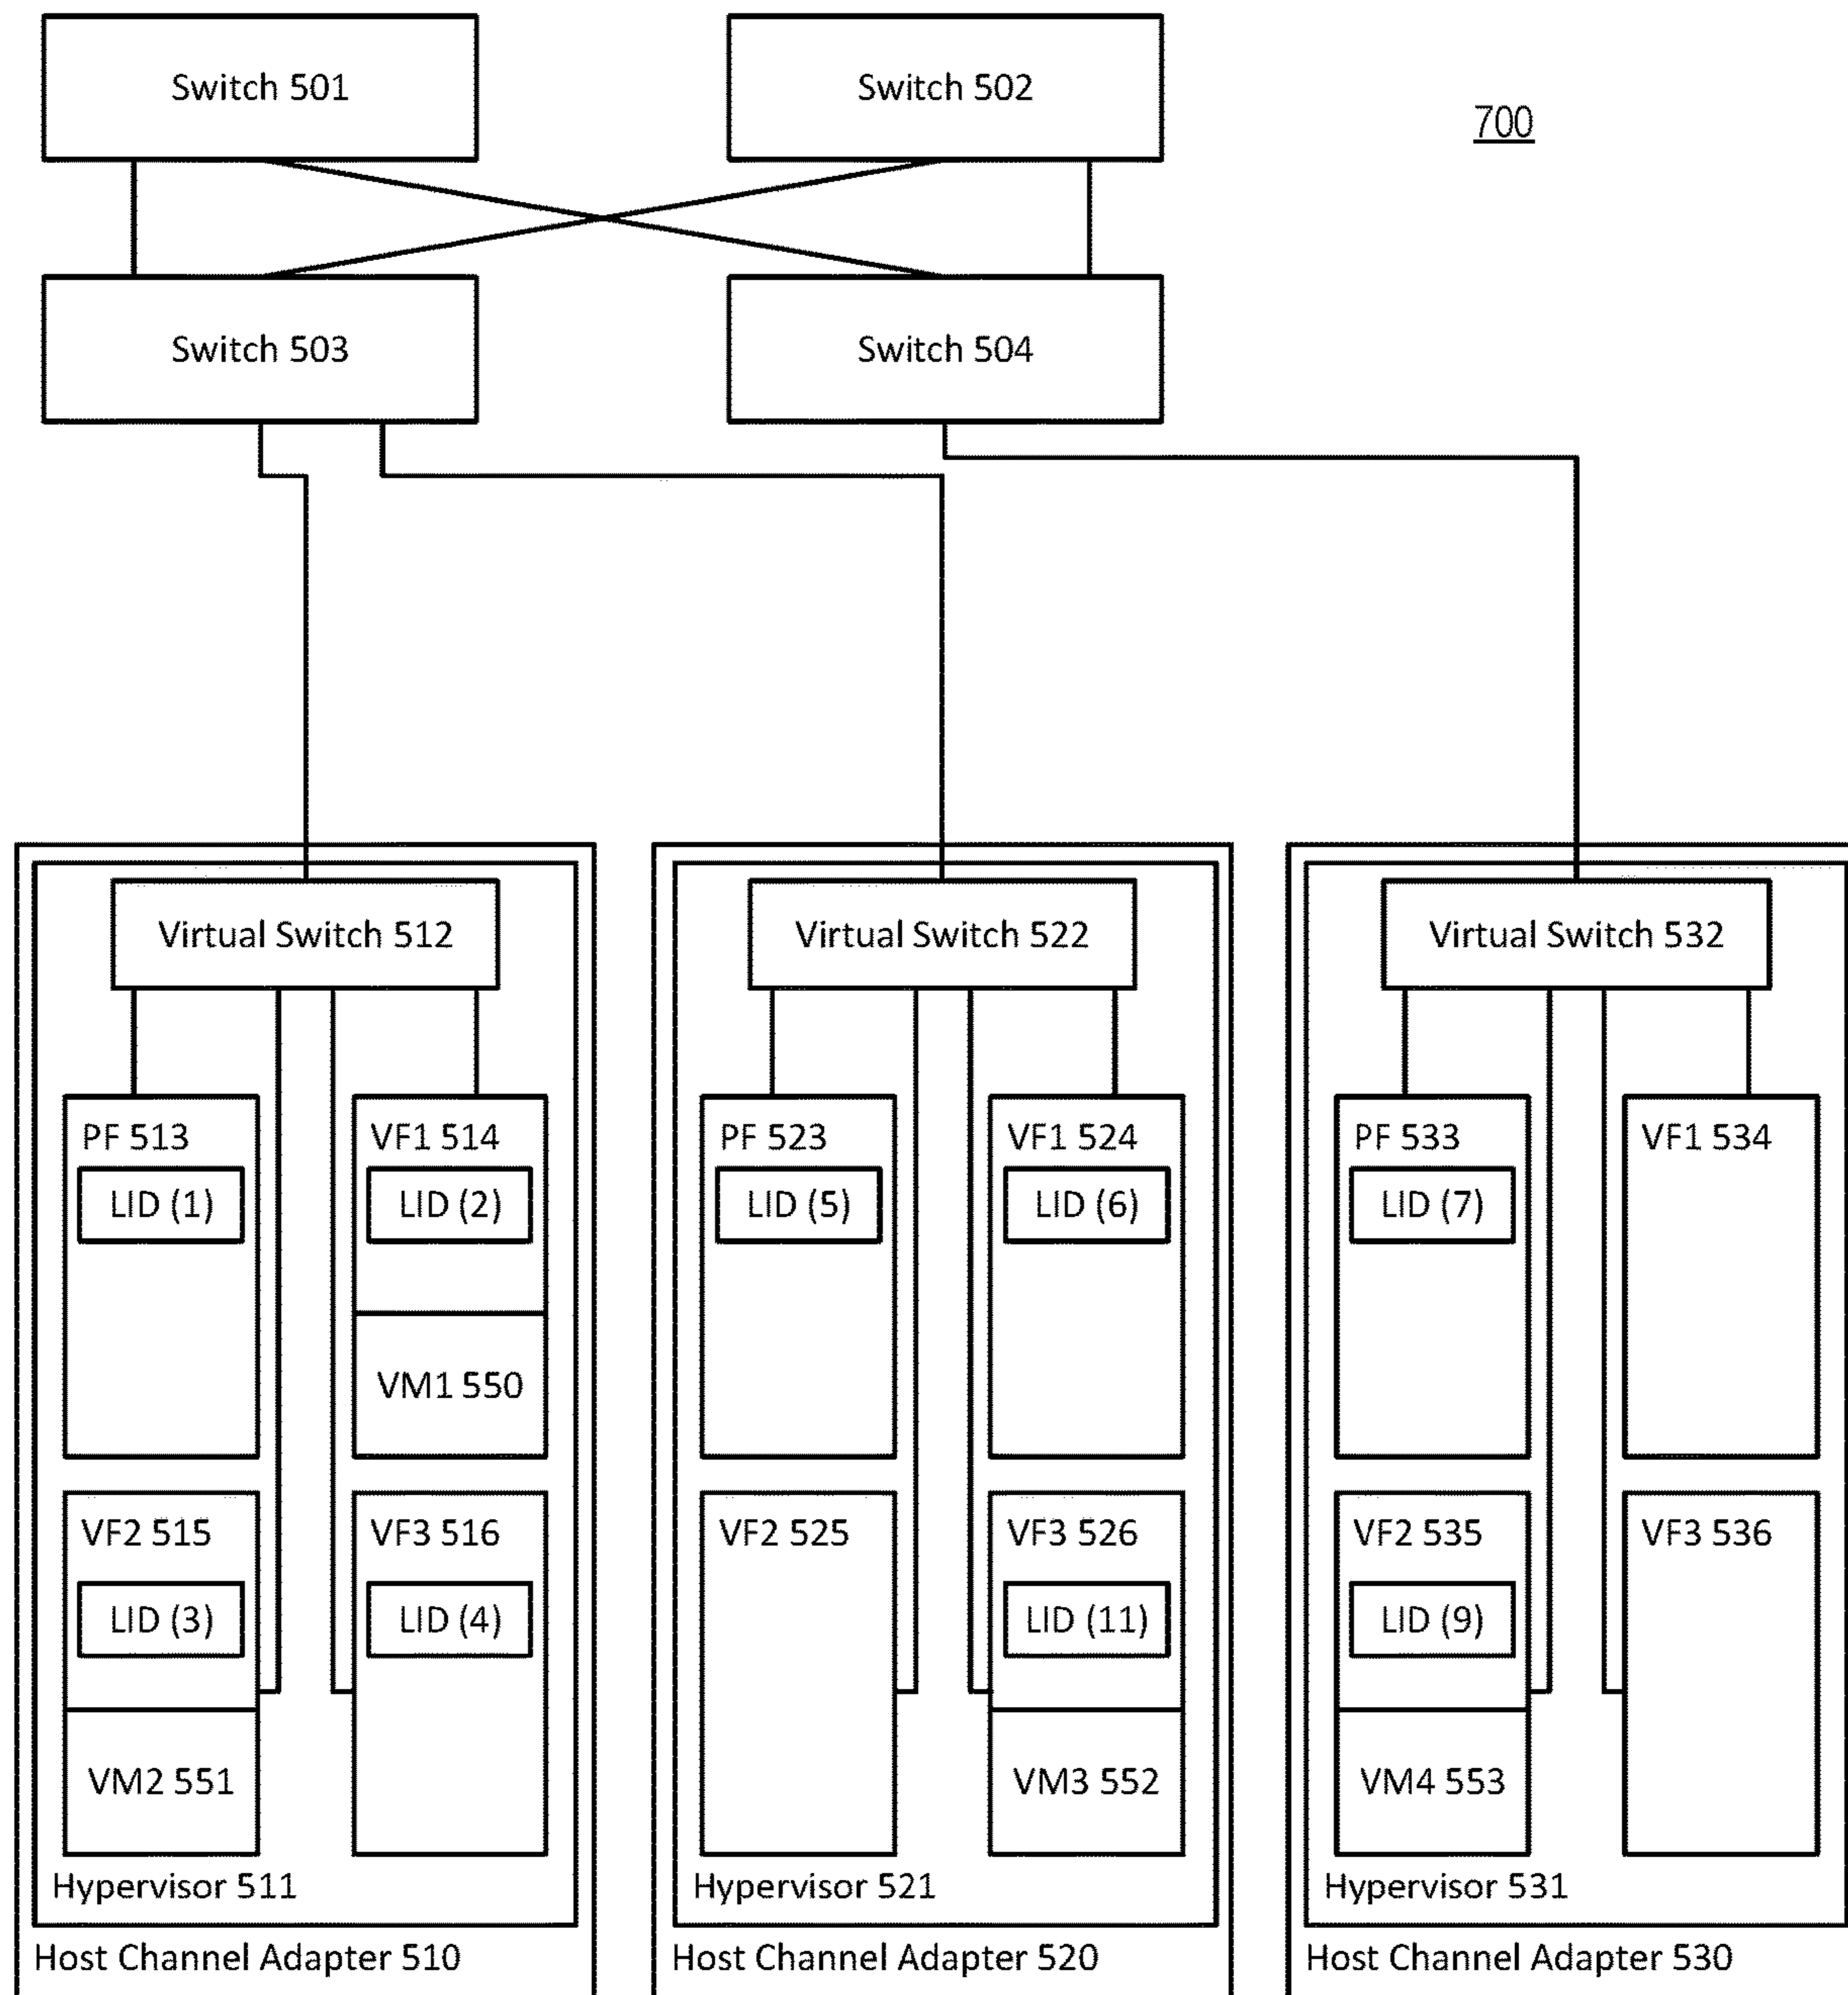 Switch 501
Switch 502
700
Switch 503
Switch 504
Virtual Switch 512
Virtual Switch 522
Virtual Switch 532
PF 513
LID (1)
VF1 514
LID (2)
VM1 550
PF 523
LID (5)
VF1 524
LID (6)
PF 533
LID (7)
VF1 534
VF2 515
LID (3)
VM2 551
VF3 516
LID (4)
VF2 525
VF3 526
LID (11)
VM3 552
VF2 535
LID (9)
VM4 553
VF3 536
Hypervisor 511
Hypervisor 521
Hypervisor 531
Host Channel Adapter 510
Host Channel Adapter 520
Host Channel Adapter 530